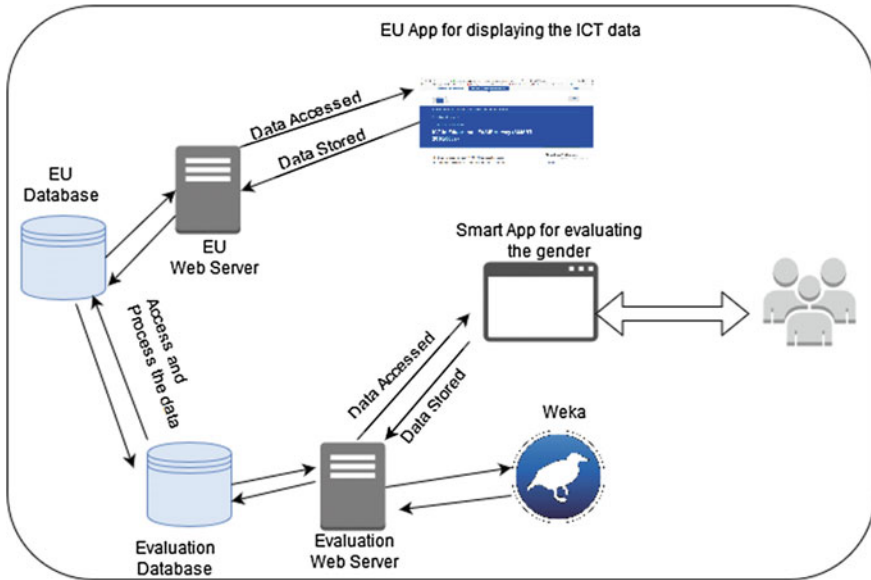 EU App for displaying the ICT data
Data Accessed
Data Stored
EU
Database
EU
Web Server
Smart App for evaluating
the gender
Access and
Process the data
Data Accessed
Data Stored
Weka
Evaluation
Database
Evaluation
Web Server